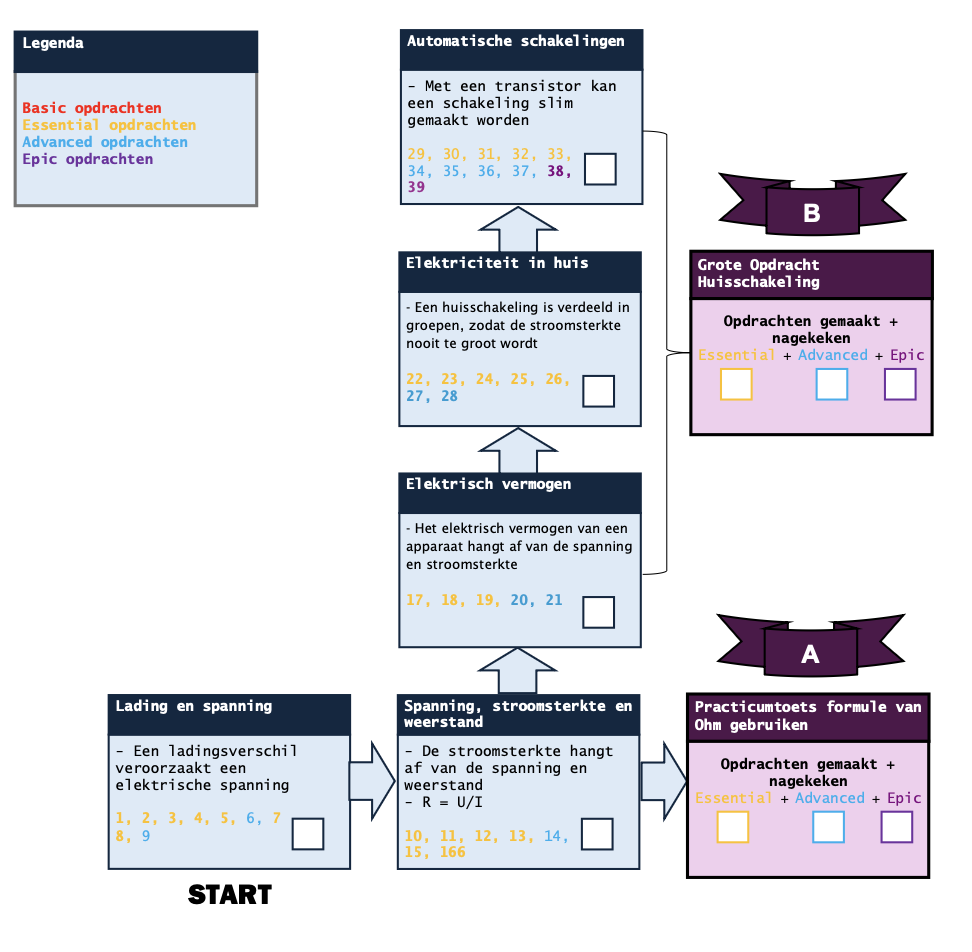 Legenda
Basic opdrachten
Essential opdrachten
Advanced opdrachten
Epic opdrachten
Automatische schakelingen
- Met een transistor kan
een schakeling slim
gemaakt worden
29, 30, 31, 32, 33,
34, 35, 36, 37, 38,
39
B
Elektriciteit in huis
- Een huisschakeling is verdeeld in
groepen, zodat de stroomsterkte
nooit te groot wordt
22, 23, 24, 25, 26,
27, 28
Grote Opdracht
Huisschakeling
Opdrachten gemaakt +
nagekeken
Essential + Advanced + Epic
Elektrisch vermogen
- Het elektrisch vermogen van een
apparaat hangt af van de spanning
en stroomsterkte
17, 18, 19, 20, 21
A
Lading en spanning
- Een ladingsverschil
veroorzaakt een
elektrische spanning
1, 2, 3, 4, 5, 6, 7
8, 9
START
Spanning, stroomsterkte en
weerstand
- De stroomsterkte hangt
af van de spanning en
weerstand
- R = U/I
10, 11, 12, 13, 14,
15, 166
Practicumtoets formule van
Ohm gebruiken
Opdrachten gemaakt +
nagekeken
Essential + Advanced + Epic